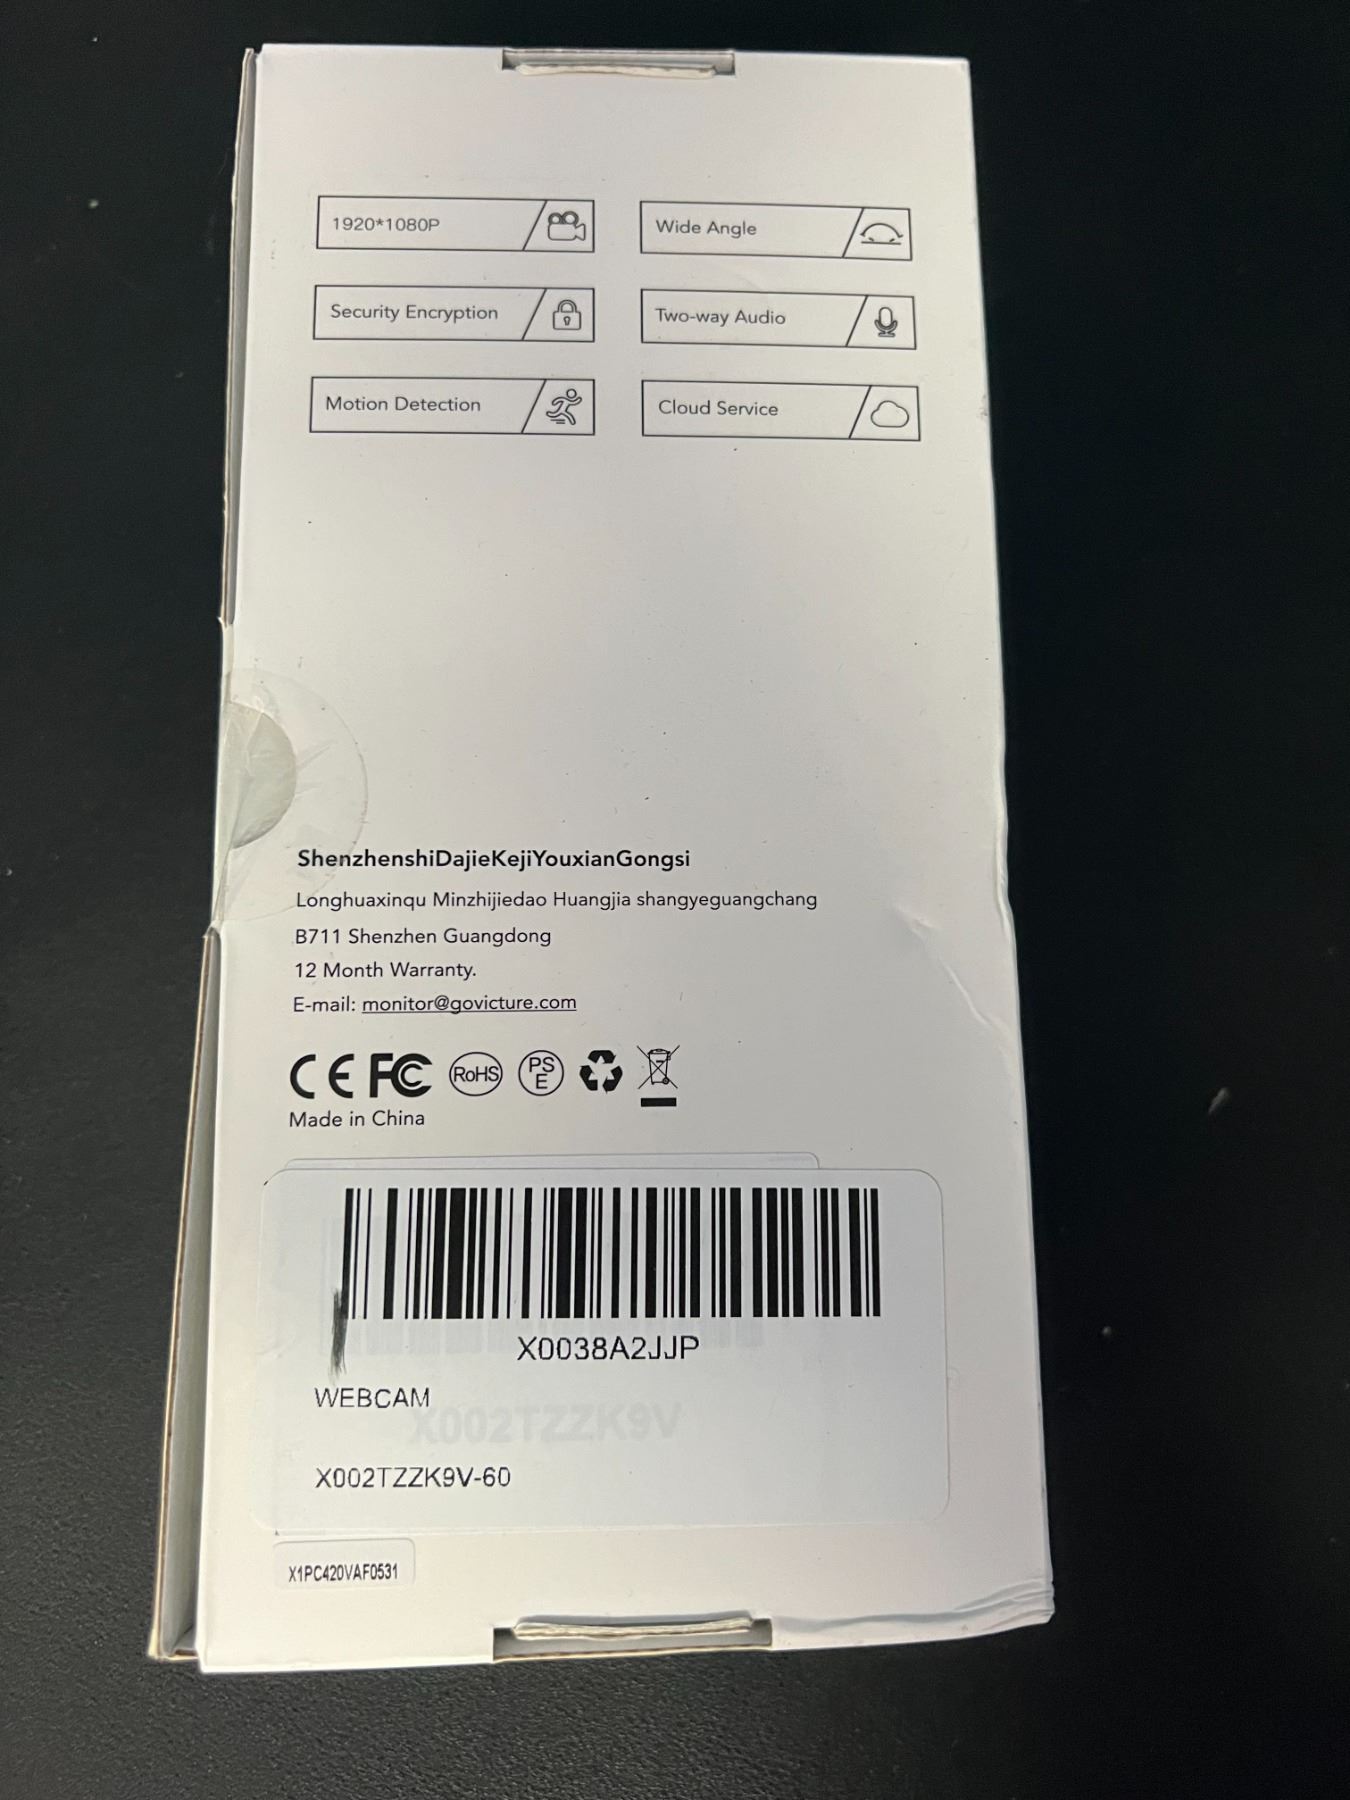 1920*1080P
Wide Angle
Security Encryption
Two-way Audio
Motion Detection
Cloud Service
ShenzhenshiDajieKejiYouxianGongsi
Longhuaxinqu Minzhijiedao Huangjia shangyeguangchang
B711 Shenzhen Guangdong
12 Month Warranty.
E-mail: monitor@govicture.com
CE FC RoHS PS E
Made in China
X0038A2JJP
WEBCAM
X002TZZK9V
X002TZZK9V-60
X1PC420VAF0531